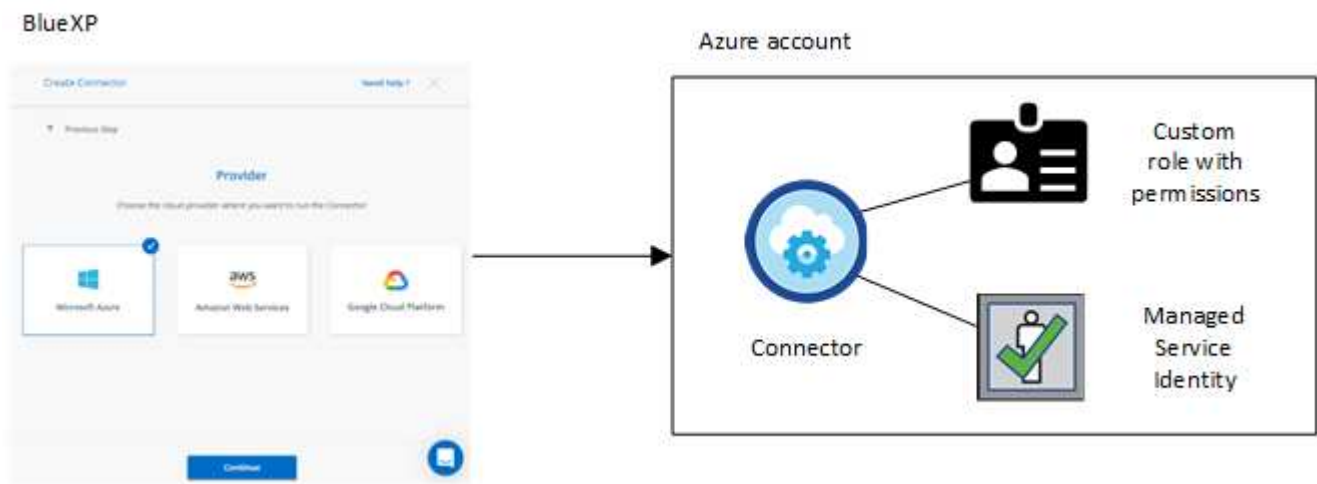 BlueXP
Create Connector
Need help?
Previous Step
Provider
Choose the cloud provider where you want to run the Connector
Microsoft Azure
aws
Amazon Web Services
Google Cloud Platform
Continue
Azure account
Connector
Custom
role with
permissions
Managed
Service
Identity